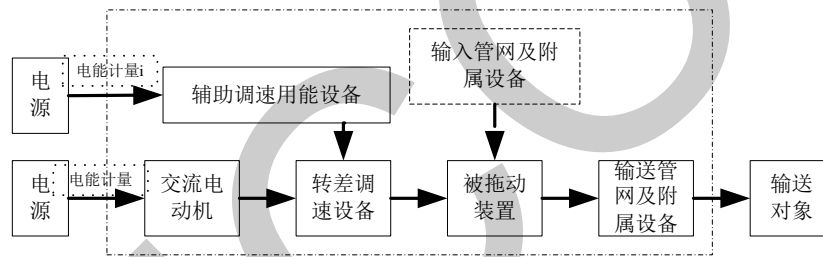 输入管网及附
属设备
电能计量i
电
源
辅助调速用能设备
电能计量
电
源
交流电
动机
转差调
速设备
被拖动
装置
输送管
网及附
属设备
输送
对象